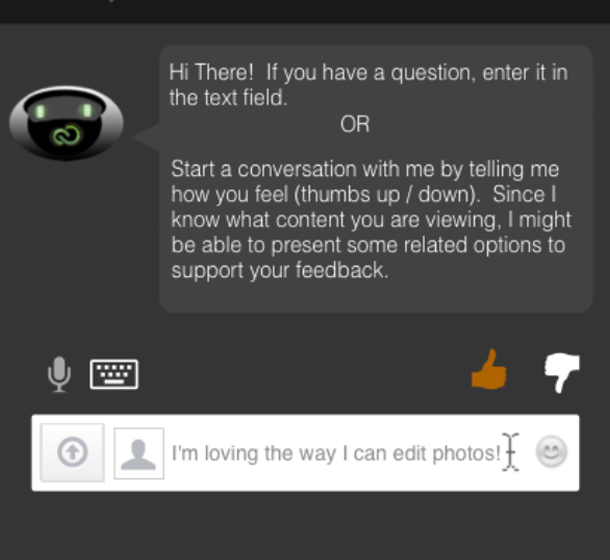 Hi There!  If you have a question, enter it in
the text field.
OR
Start a conversation with me by telling me
how you feel (thumbs up / down).  Since I
know what content you are viewing, I might
be able to present some related options to
support your feedback.
I'm loving the way I can edit photos!